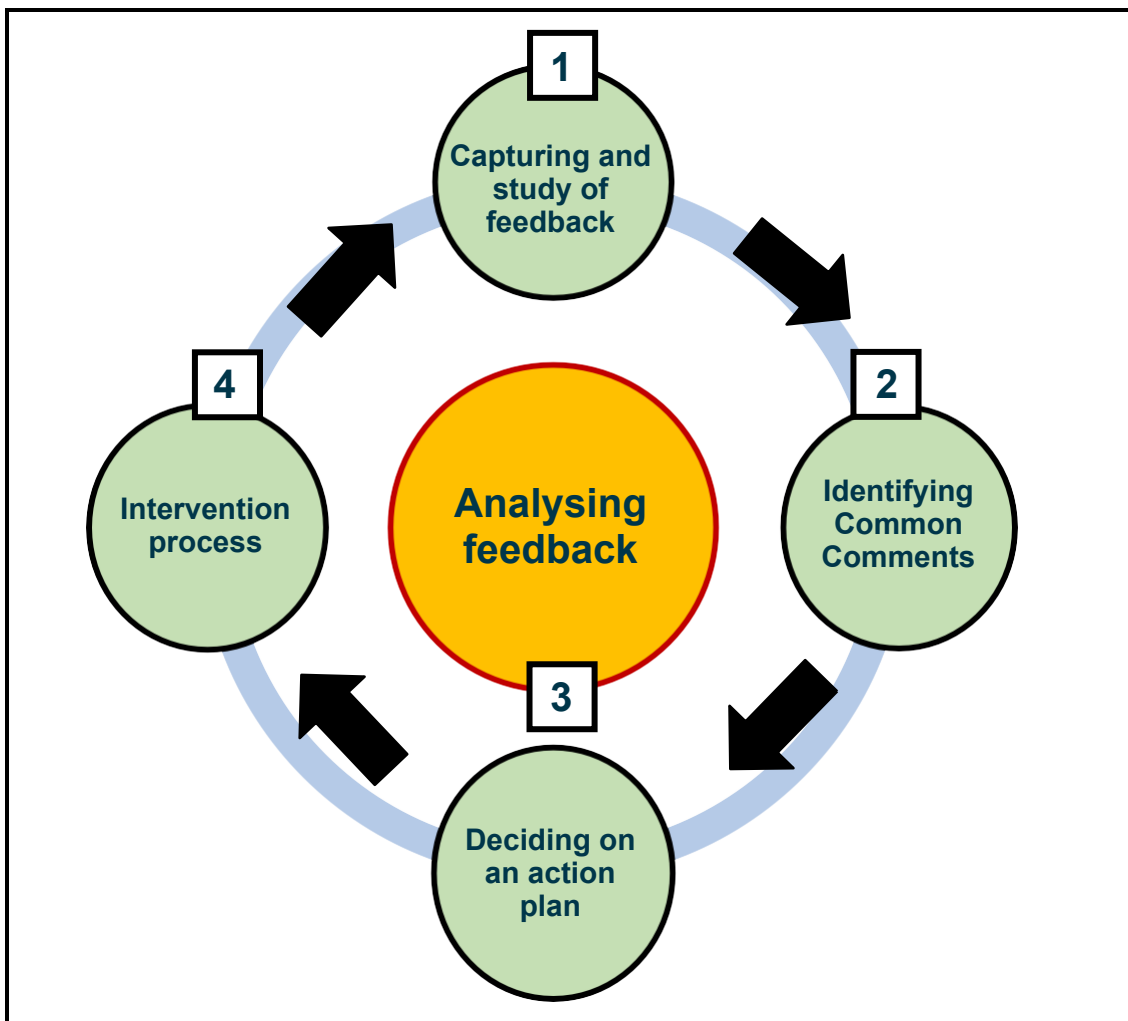 1
Capturing and
study of
feedback
2
Identifying
Common
Comments
3
Deciding on
an action
plan
4
Intervention
process
Analysing
feedback